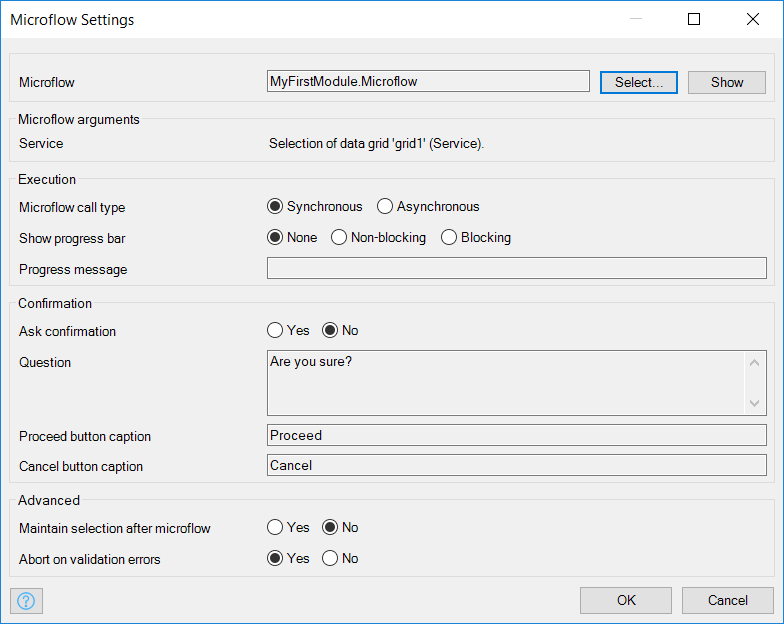 Microflow Settings
Microflow MyFirstModule.Microflow Select... Show
Microflow arguments
Service Selection of data grid 'grid1' (Service).
Execution
Microflow call type Synchronous Asynchronous
Show progress bar None Non-blocking Blocking
Progress message
Confirmation
Ask confirmation Yes No
Question Are you sure?
Proceed button caption Proceed
Cancel button caption Cancel
Advanced
Maintain selection after microflow Yes No
Abort on validation errors Yes No
? OK Cancel